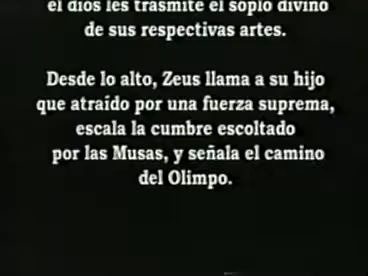 el dios les trasmite el soplo divino
de sus respectivas artes.
Desde lo alto, Zeus llama a su hijo
que atraído por una fuerza suprema,
escala la cumbre escoltado
por las Musas, y señala el camino
del Olimpo.